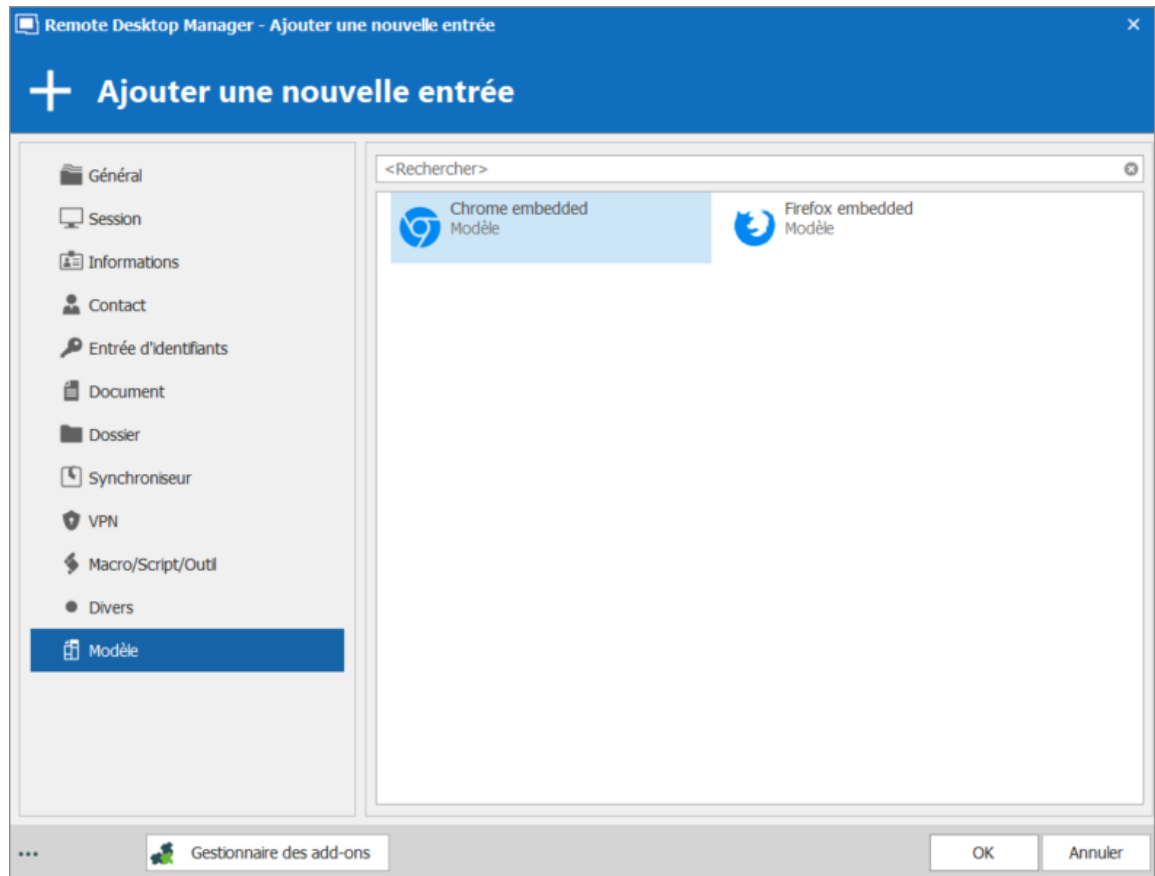 Remote Desktop Manager - Ajouter une nouvelle entrée
Ajouter une nouvelle entrée
Général
Session
Informations
Contact
Entrée d'identifiants
Document
Dossier
Synchroniseur
VPN
Macro/Script/Outil
Divers
Modèle
<Rechercher>
Chrome embedded
Modèle
Firefox embedded
Modèle
Gestionnaire des add-ons
OK
Annuler